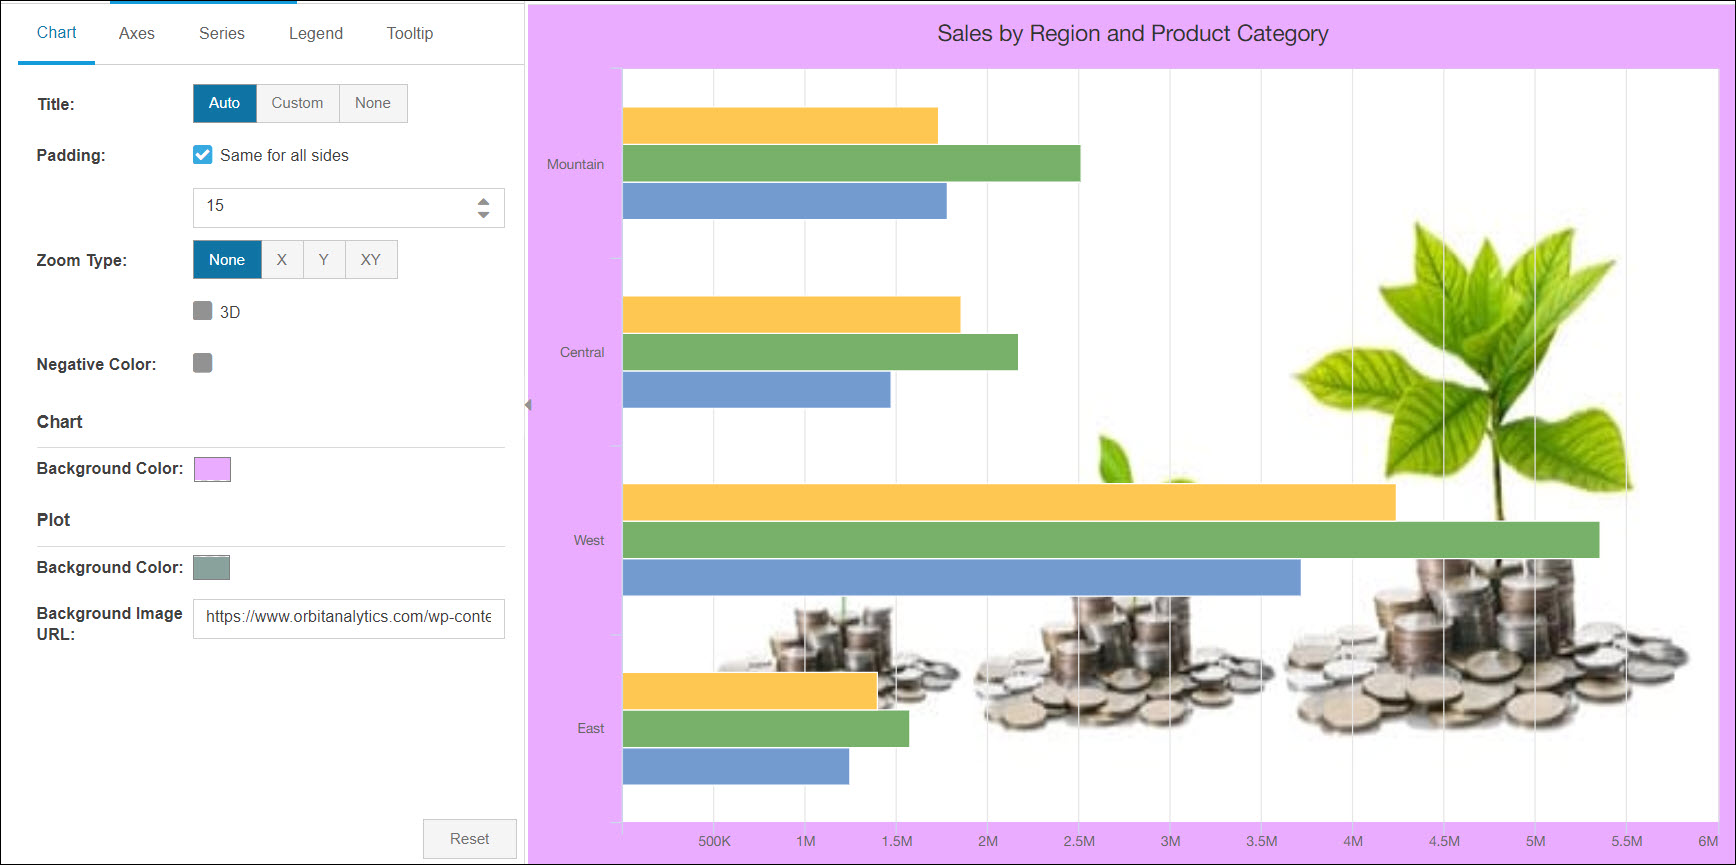 Chart Axes Series Legend Tooltip
Title: Auto Custom None
Padding: Same for all sides
15
Zoom Type: None X Y XY
3D
Negative Color:
Chart
Background Color:
Plot
Background Color:
Background Image URL: https://www.orbitanalytics.com/wp-conte
Reset
Sales by Region and Product Category
Mountain
Central
West
East
500K 1M 1.5M 2M 2.5M 3M 3.5M 4M 4.5M 5M 5.5M 6M